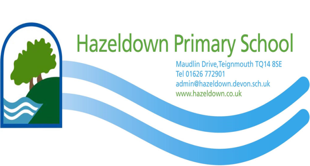 Hazeldown Primary School
Maudlin Drive,Teignmouth TQ14 8SE
Tel 01626 772901
admin@hazeldown.devon.sch.uk
www.hazeldown.co.uk